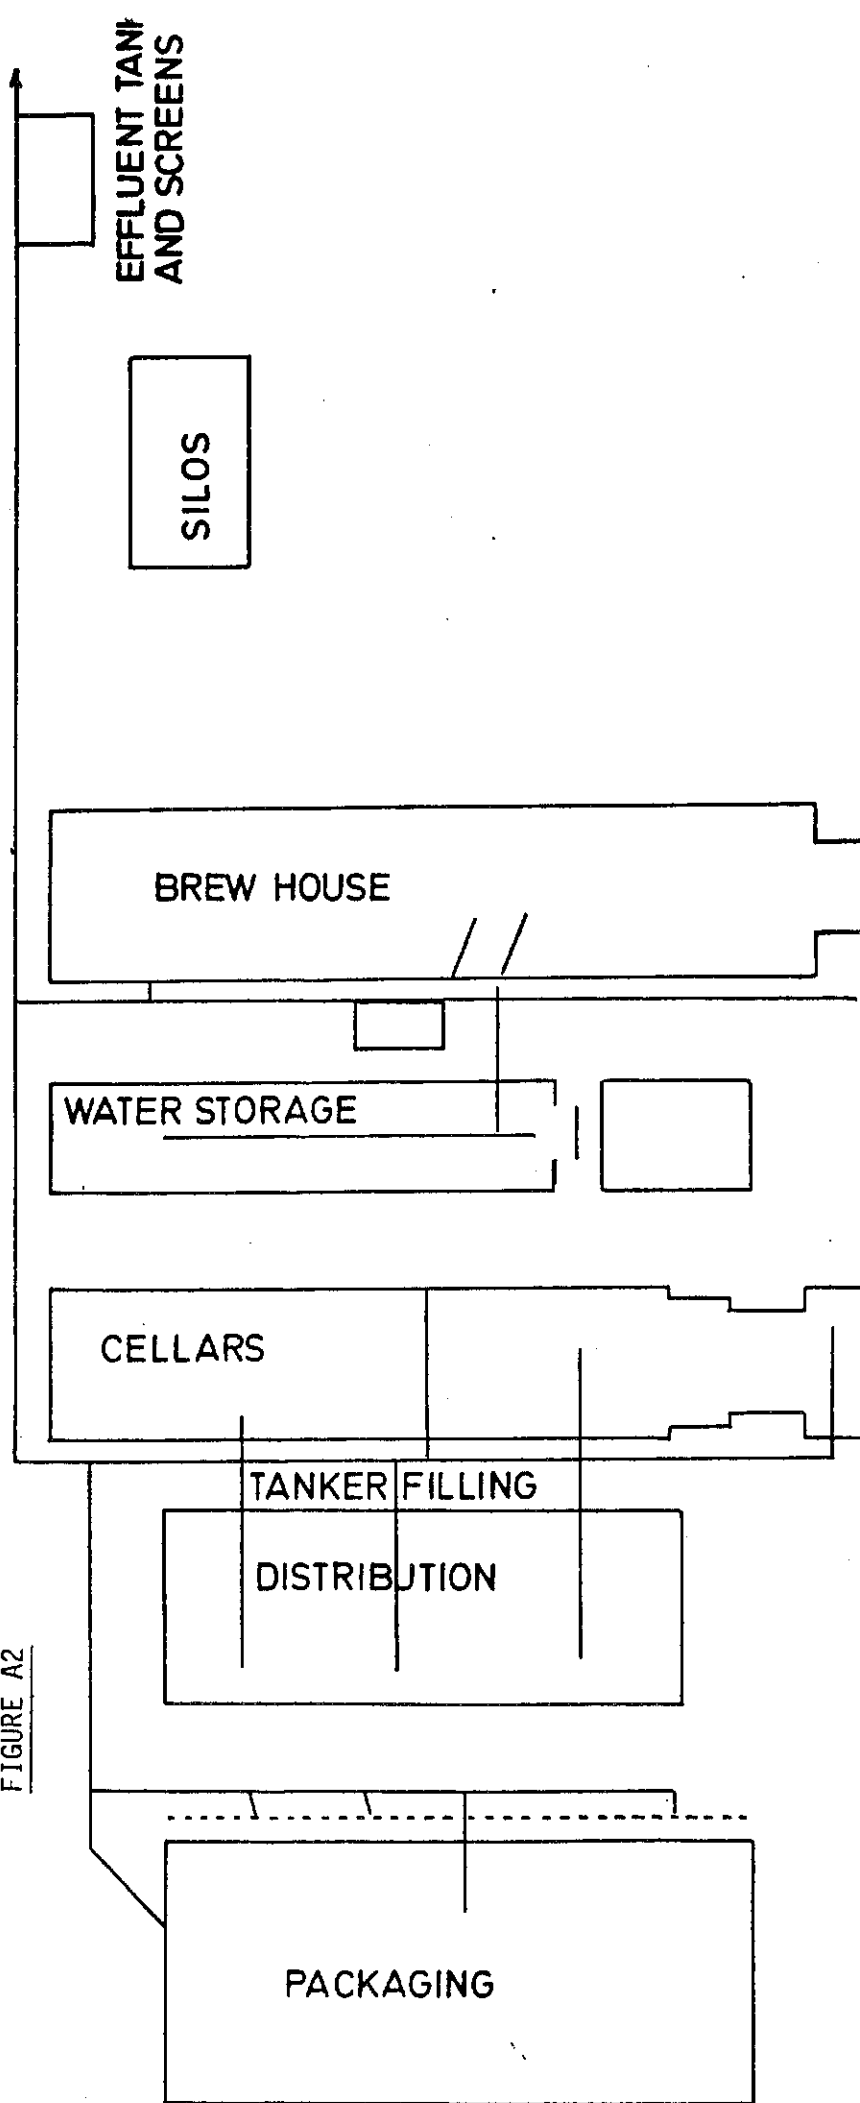 EFFLUENT TAN
AND SCREENS
SILOS
BREW HOUSE
WATER STORAGE
CELLARS
TANKER FILLING
DISTRIBUTION
FIGURE A2
PACKAGING